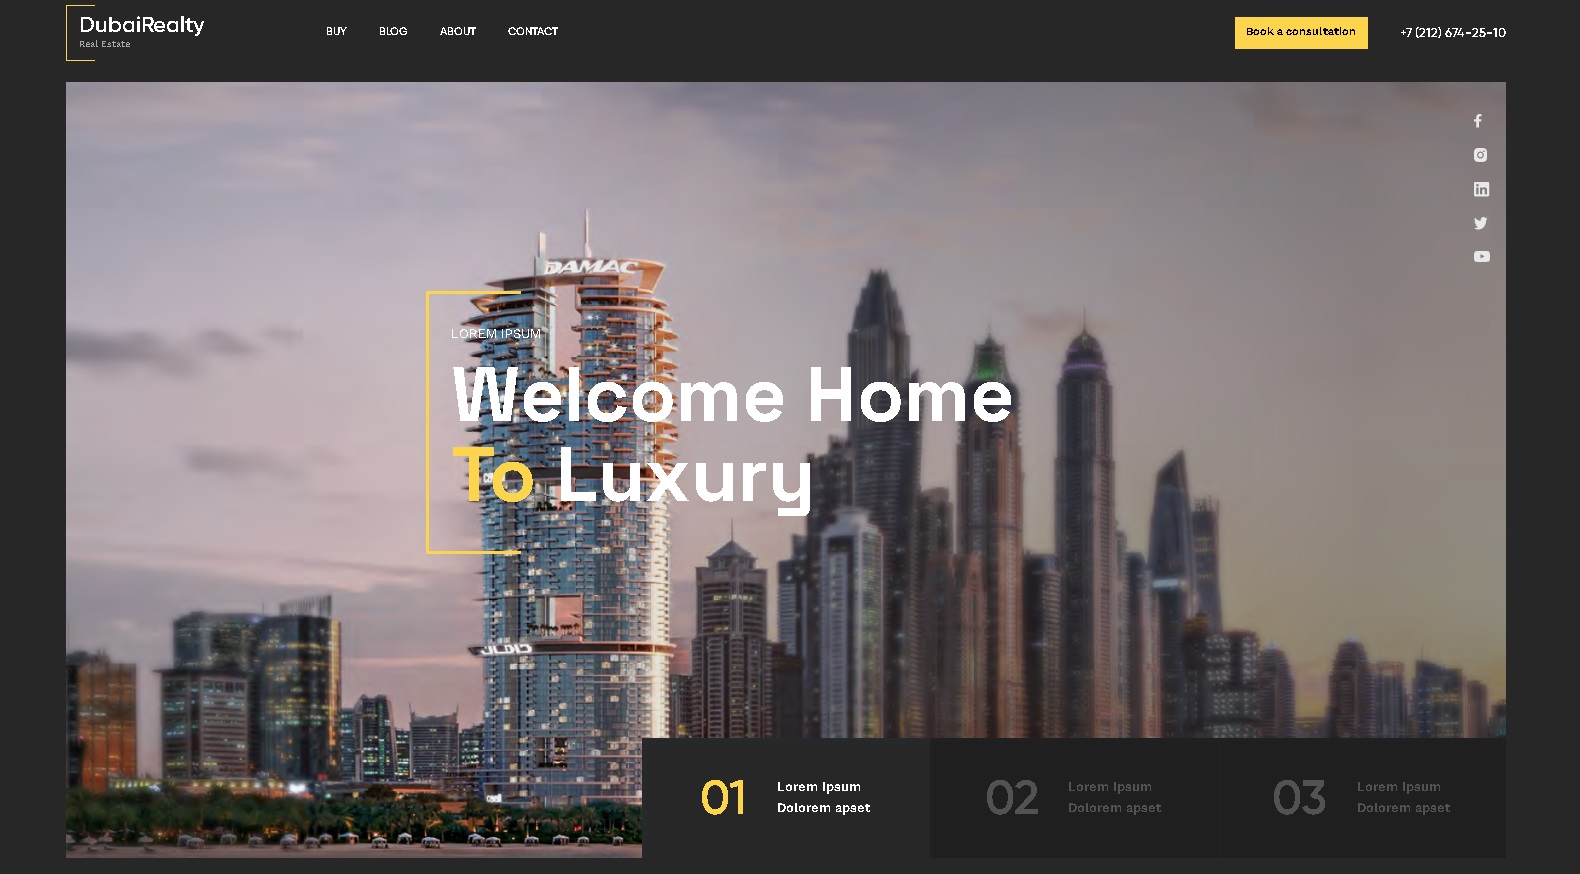 DubaiRealty
Real Estate
BUY
BLOG
ABOUT
CONTACT
Book a consultation
+7 (212) 674-25-10
DAMAC
LOREM IPSUM
Welcome Home
To Luxury
01
Lorem Ipsum
Dolorem apset
02
Lorem Ipsum
Dolorem apset
03
Lorem Ipsum
Dolorem apset